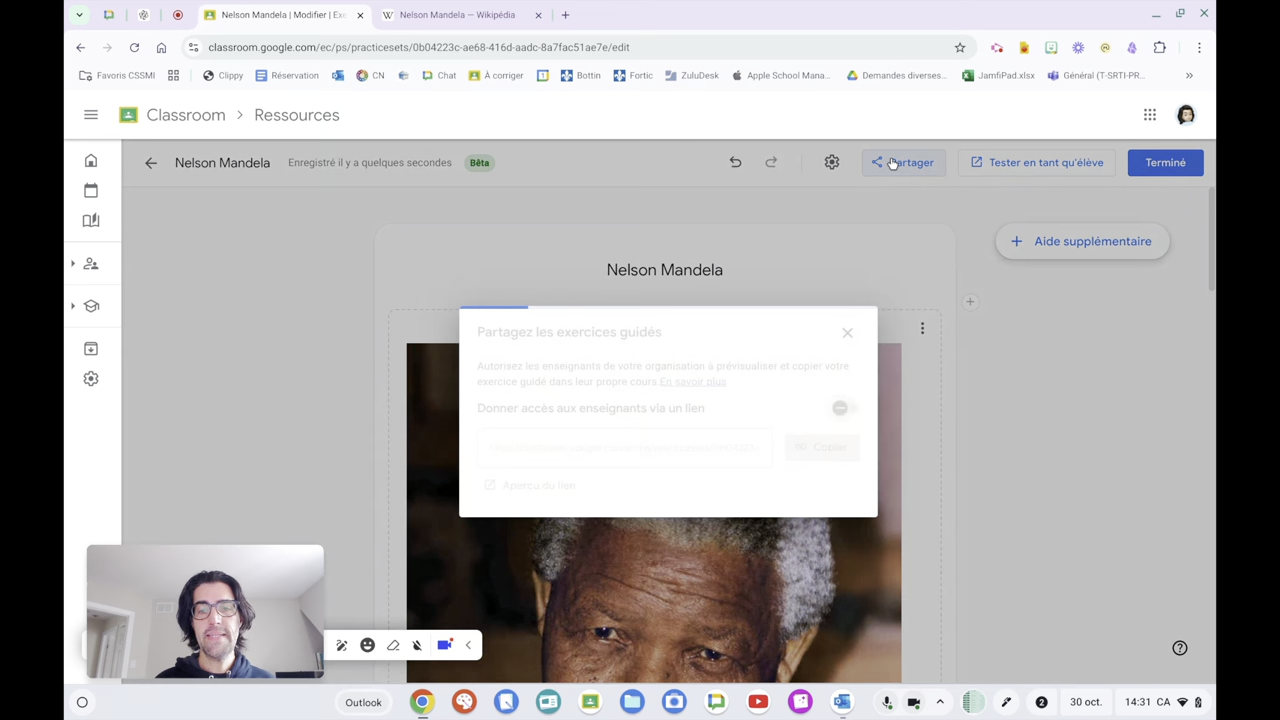 Nelson Mandela | Modifier | Exe
Nelson Mandela — Wikipédia
classroom.google.com/ec/ps/practicesets/0b04223c-ae68-416d-aadc-8a7fac51ae7e/edit
Favoris CSSMI
Clippy
Réservation
CN
Chat
À corriger
Bottin
Fortic
ZuluDesk
Apple School Mana...
Demandes diverses...
JamfiPad.xlsx
Général (T-SRTI-PR...
Classroom
Ressources
Nelson Mandela
Enregistré il y a quelques secondes
Bêta
Partager
Tester en tant qu'élève
Terminé
Aide supplémentaire
Nelson Mandela
Partagez les exercices guidés
Autorisez les enseignants de votre organisation à prévisualiser et copier votre
exercice guidé dans leur propre cours.En savoir plus
Donner accès aux enseignants via un lien
Copier
Aperçu du lien
Outlook
2
30 oct.
14:31 CA